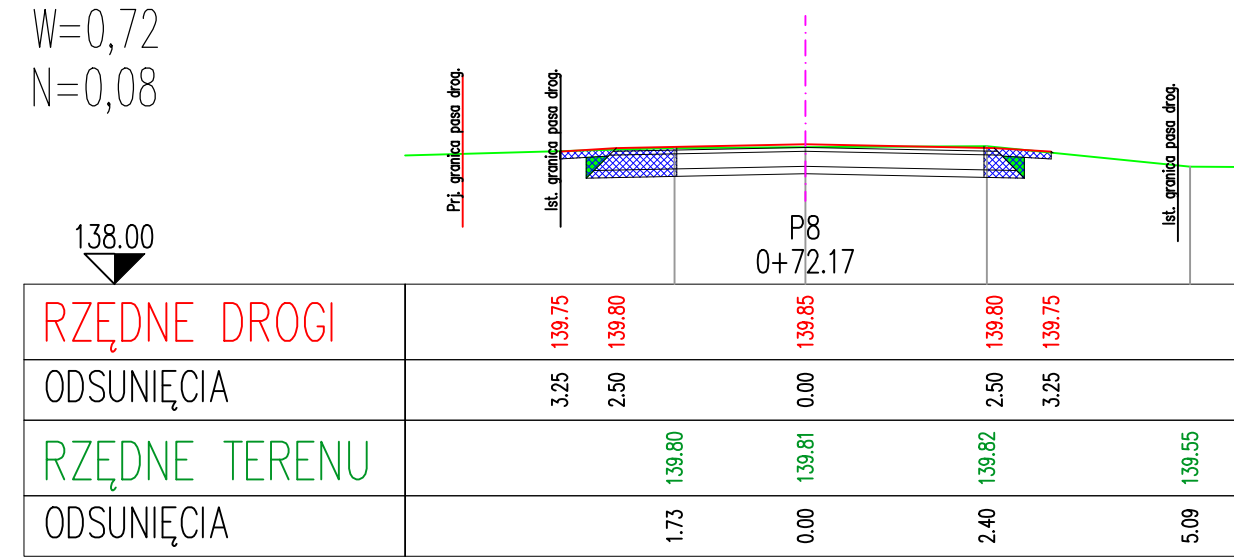 W=0,72
N=0,08
Prj. granica pasa drog.
Ist. granica pasa drog.
Ist. granica pasa drog.
P8
0+72.17
138.00
RZĘDNE DROGI 139.75 139.80 139.85 139.80 139.75
ODSUNIĘCIA 3.25 2.50 0.00 2.50 3.25
RZĘDNE TERENU 139.80 139.81 139.82 139.55
ODSUNIĘCIA 1.73 0.00 2.40 5.09